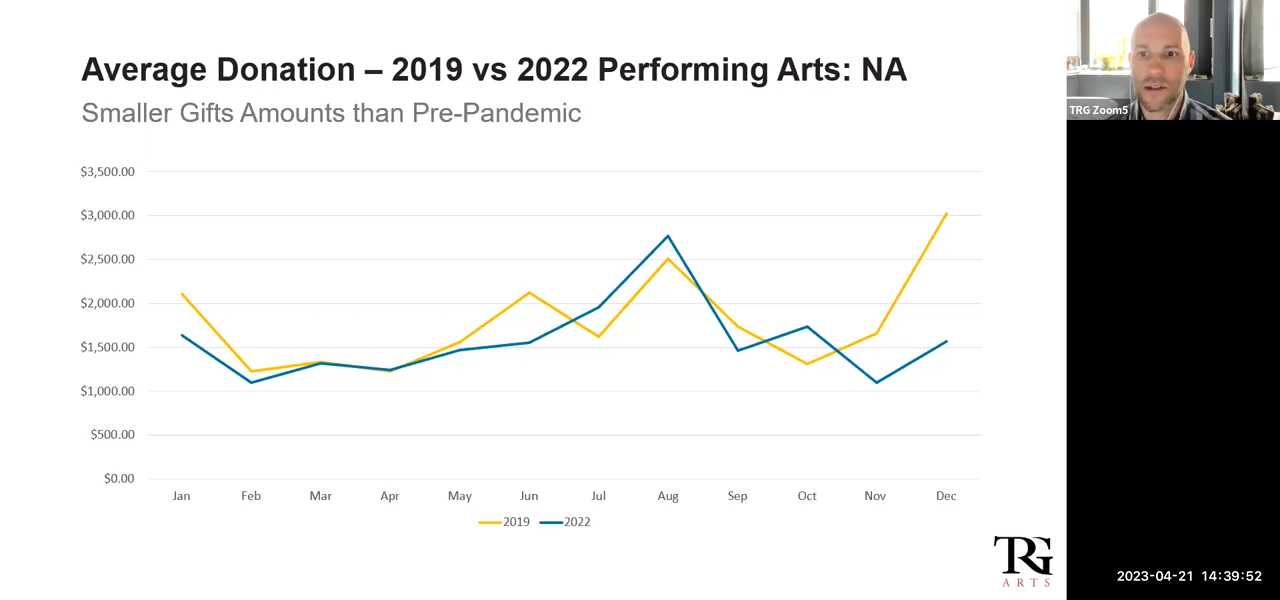 Average Donation – 2019 vs 2022 Performing Arts: NA
Smaller Gifts Amounts than Pre-Pandemic
TRG Zoom5
$3,500.00
$3,000.00
$2,500.00
$2,000.00
$1,500.00
$1,000.00
$500.00
$0.00
Jan Feb Mar Apr May Jun Jul Aug Sep Oct Nov Dec
2019 2022
TRG
ARTS
2023-04-21 14:39:52